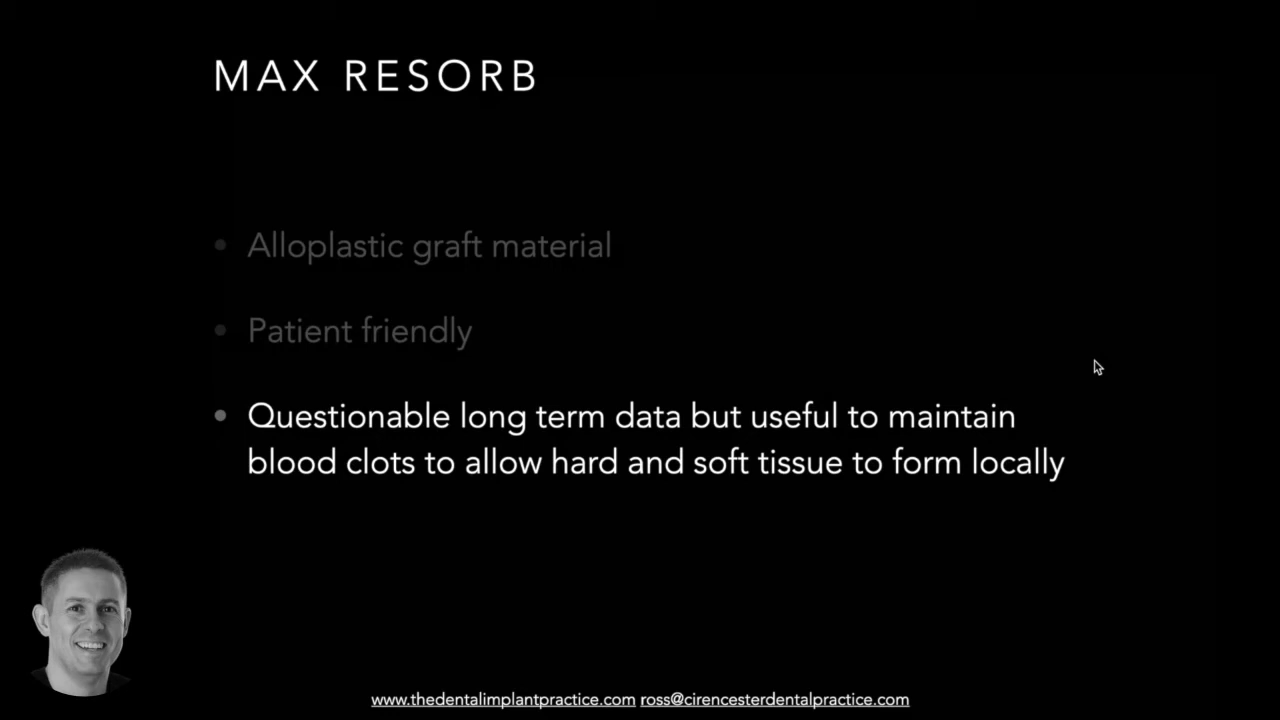 MAX RESORB
• Alloplastic graft material
• Patient friendly
• Questionable long term data but useful to maintain
blood clots to allow hard and soft tissue to form locally
www.thedentalimplantpractice.com ross@cirencesterdentalpractice.com